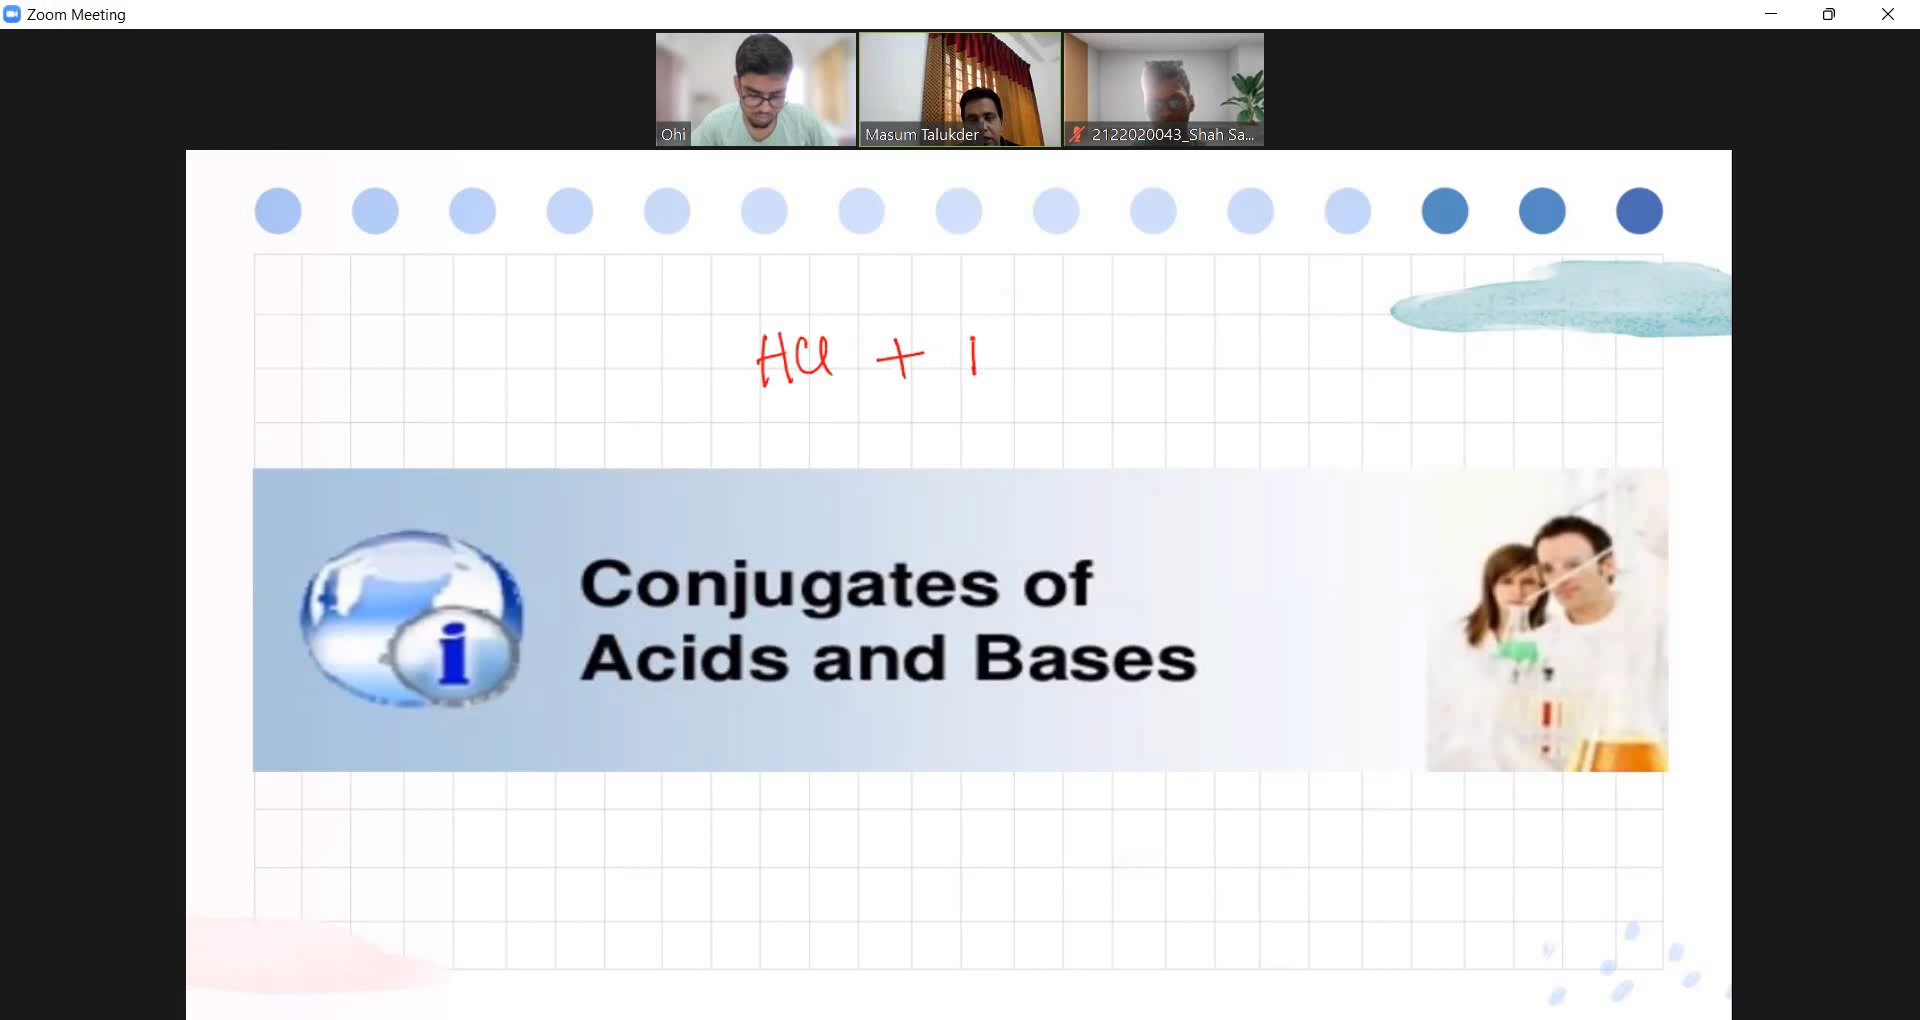 Zoom Meeting
Ohi
Masum Talukder
2122020043_Shah Sa...
HCl + I
Conjugates of
Acids and Bases
i